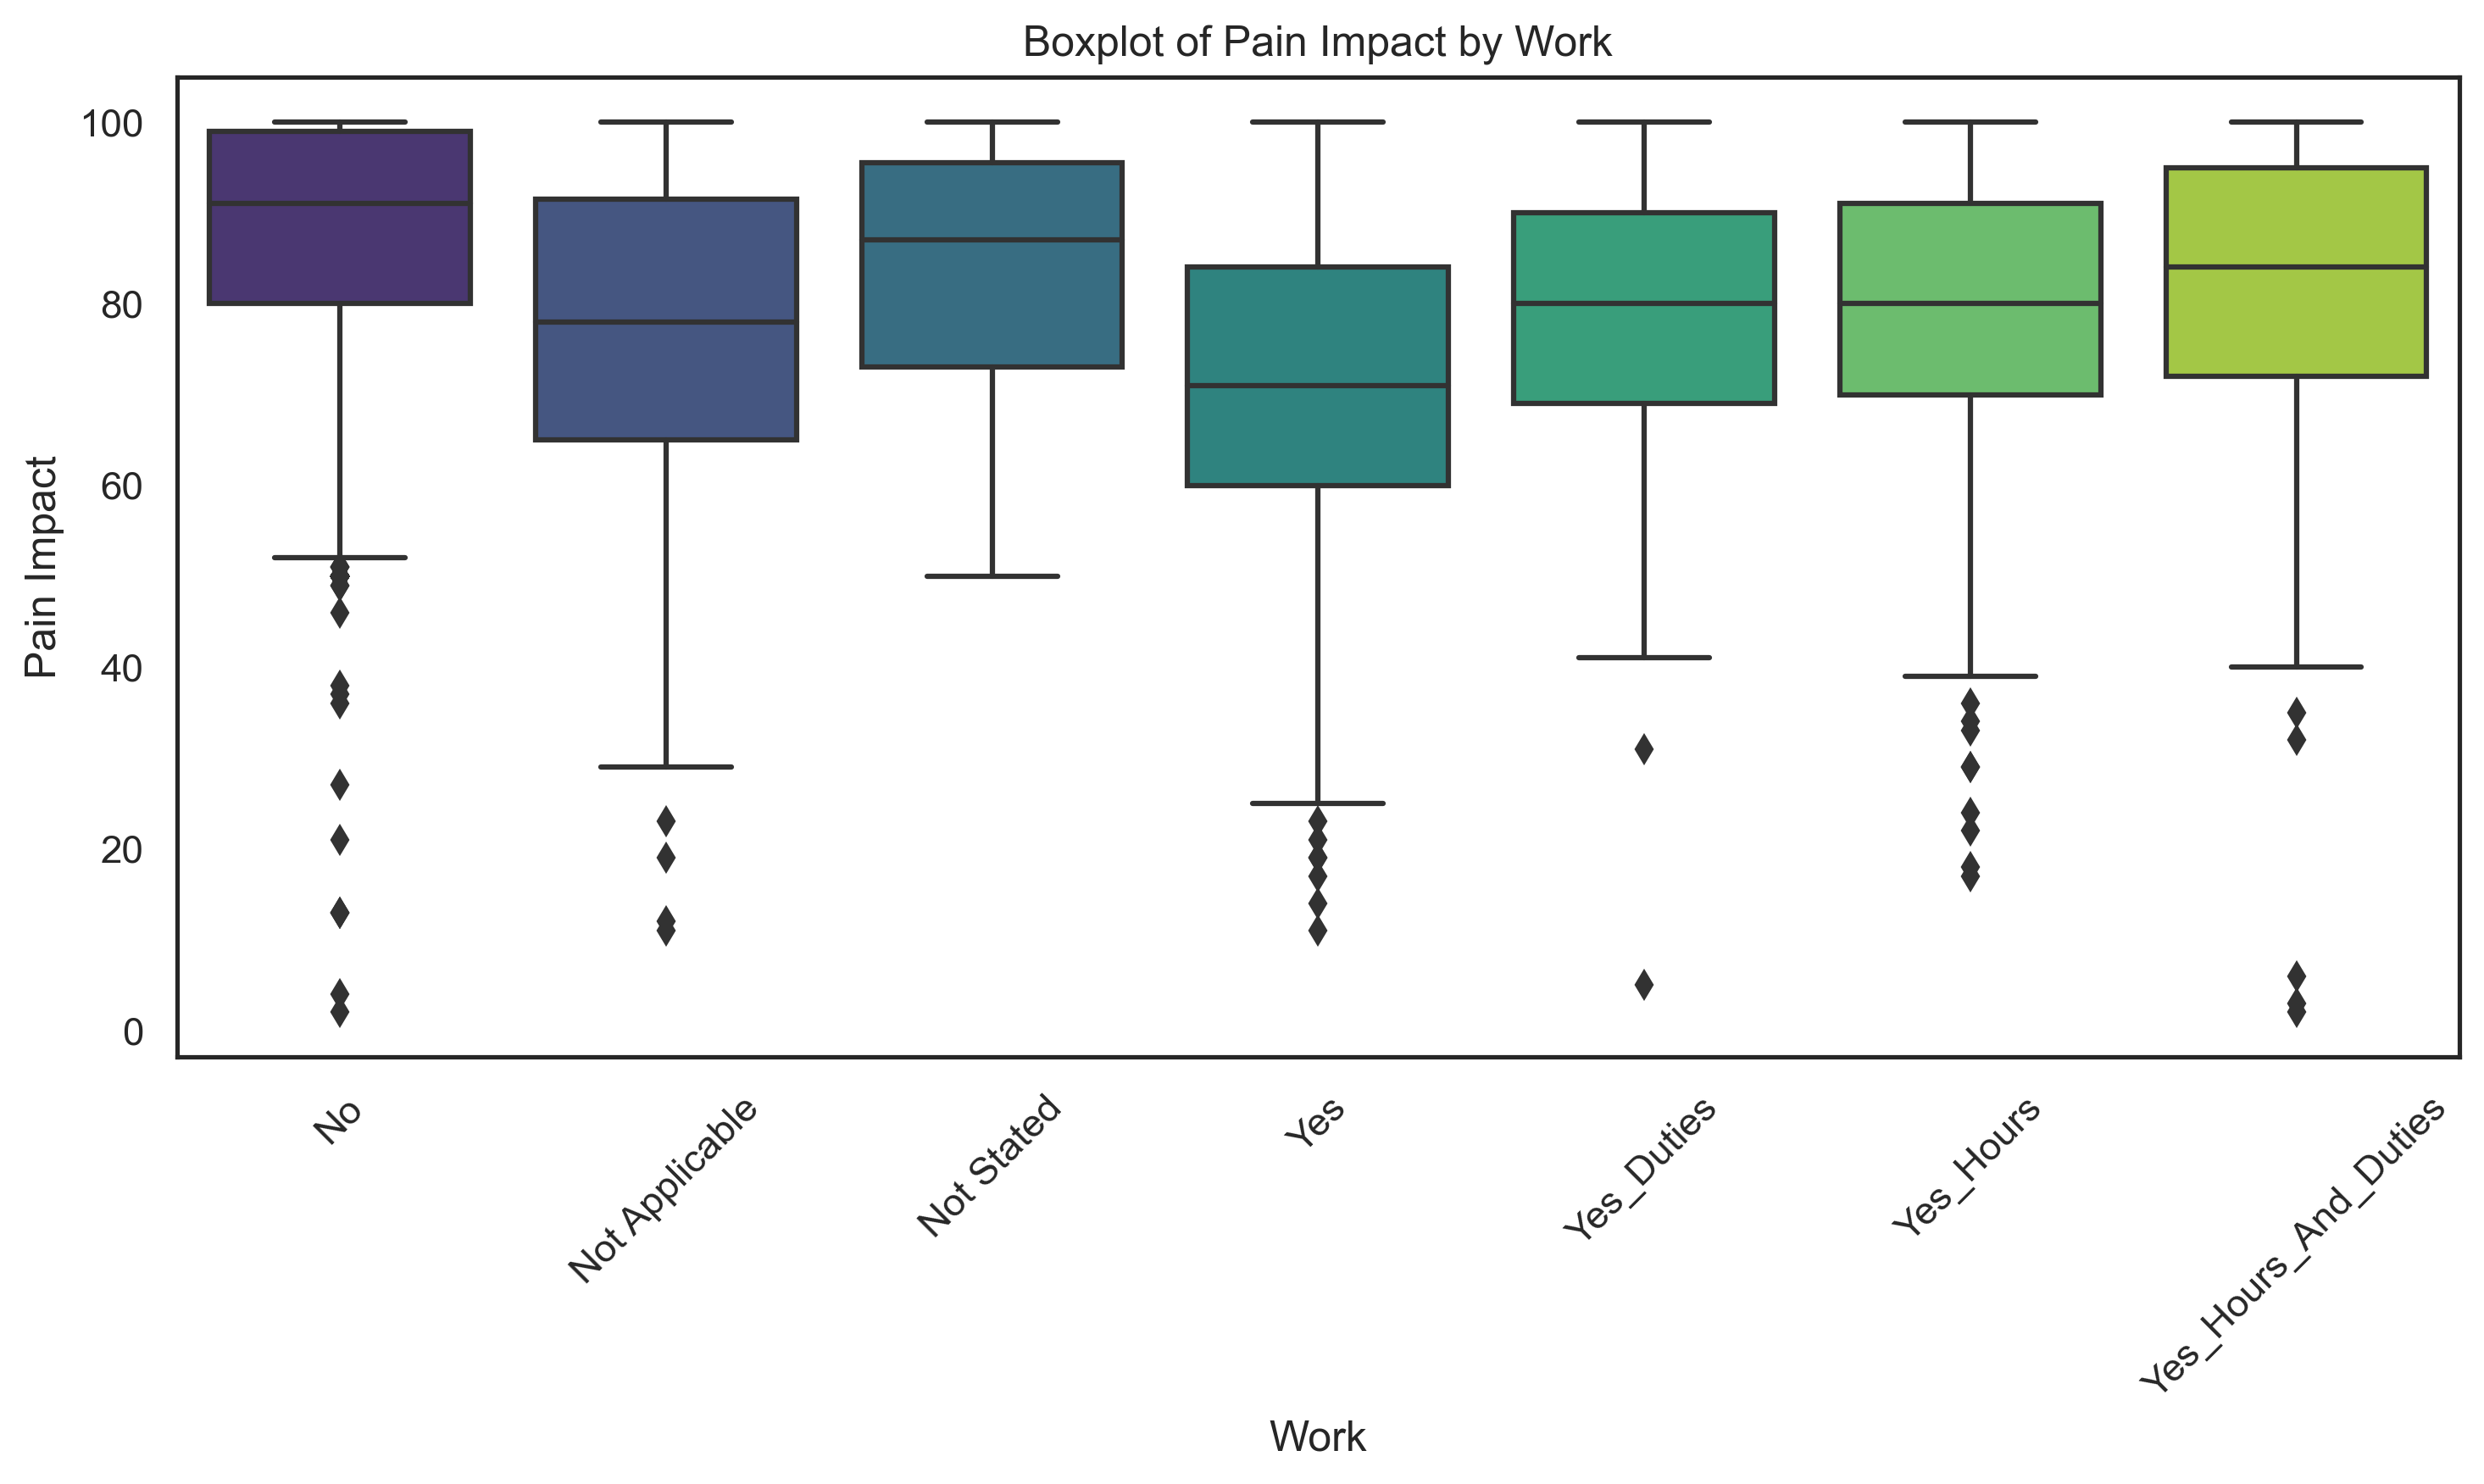 Boxplot of Pain Impact by Work
Pain Impact
100
80
60
40
20
0
No
Not Applicable
Not Stated
Yes
Yes_Duties
Yes_Hours
Yes_Hours_And_Duties
Work